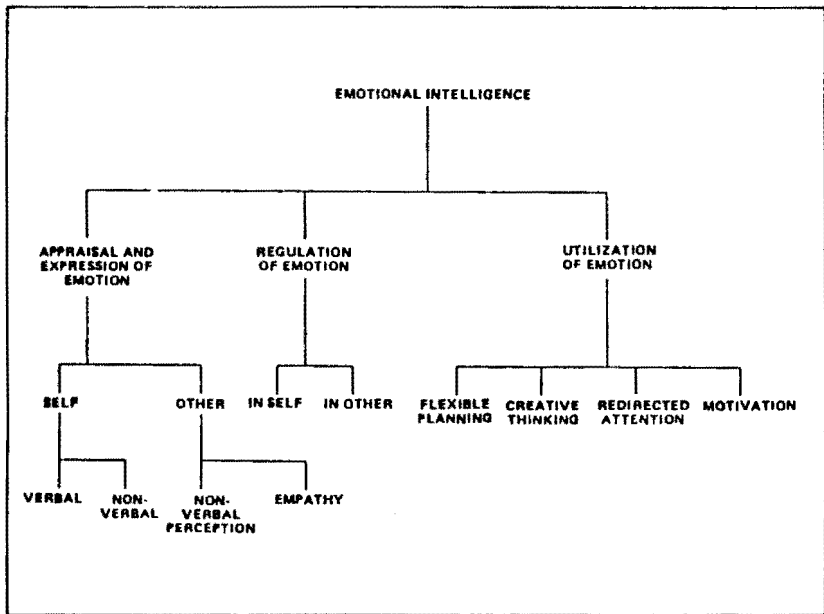 EMOTIONAL INTELLIGENCE
APPRAISAL AND
EXPRESSION OF
EMOTION
REGULATION
OF EMOTION
UTILIZATION
OF EMOTION
SELF
OTHER
IN SELF
IN OTHER
FLEXIBLE
PLANNING
CREATIVE
THINKING
REDIRECTED
ATTENTION
MOTIVATION
VERBAL
NON-
VERBAL
NON-
VERBAL
PERCEPTION
EMPATHY